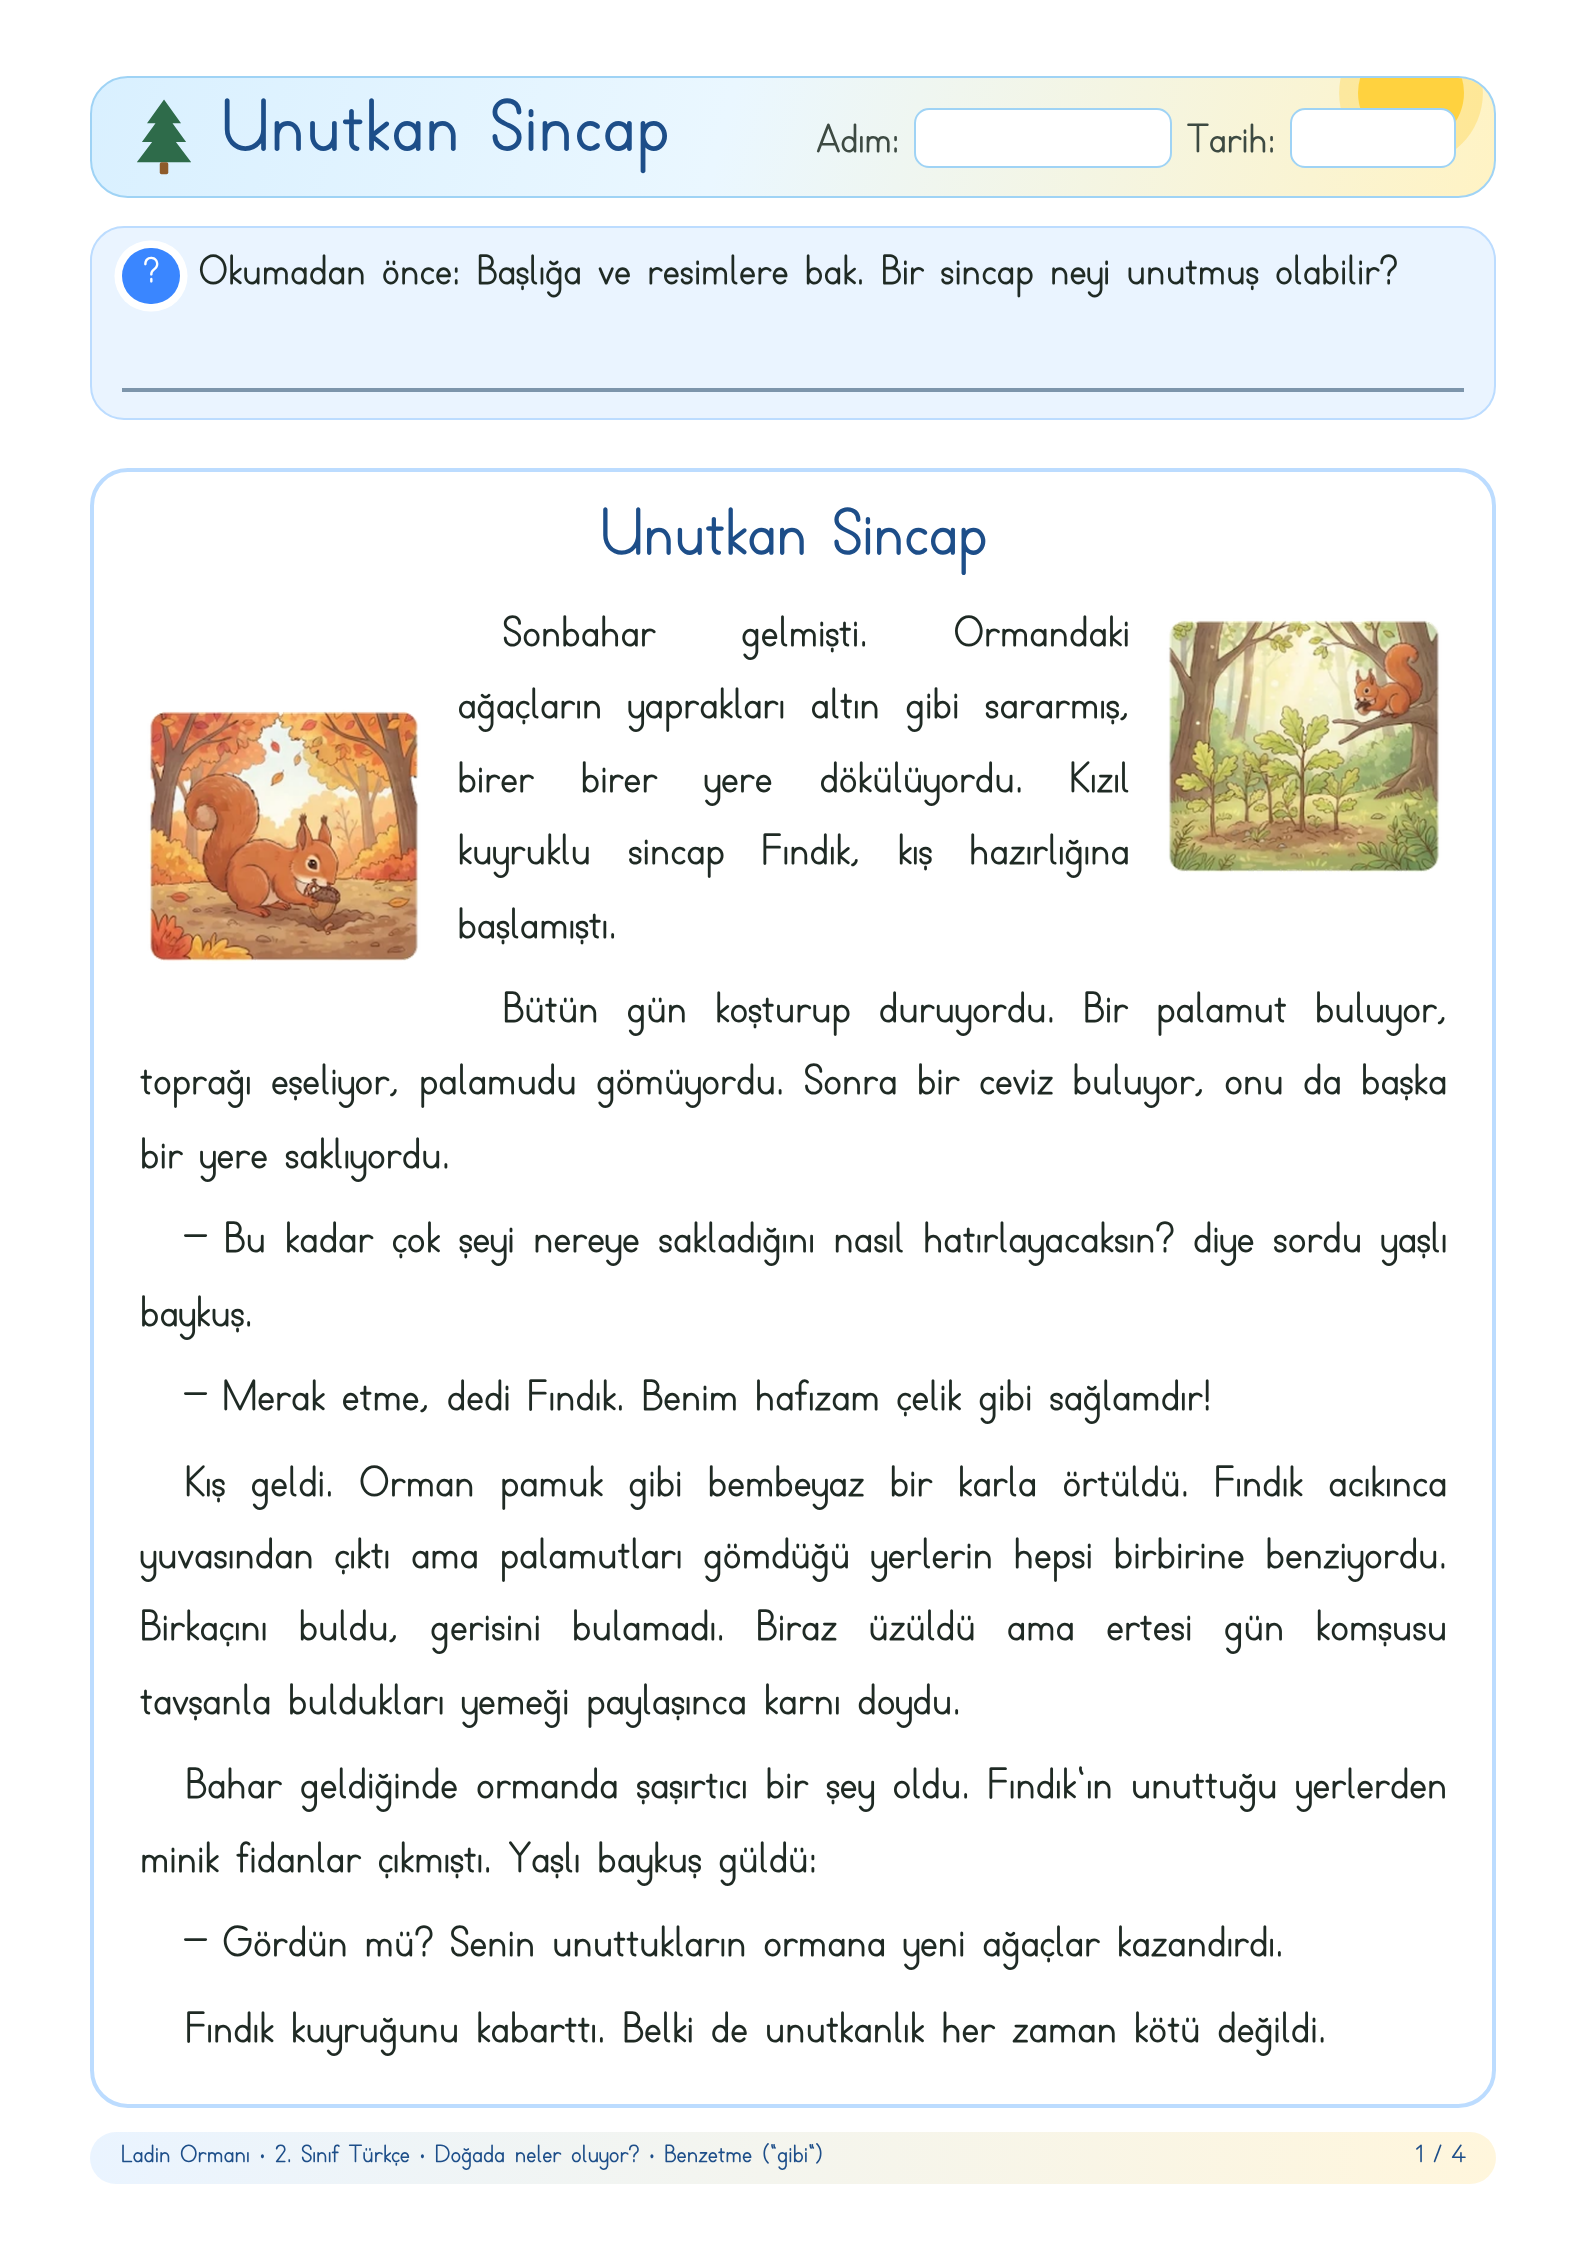 Unutkan Sincap
Adım:
Tarih:
?
Okumadan önce: Başlığa ve resimlere bak. Bir sincap neyi unutmuş olabilir?
Unutkan Sincap
Sonbahar gelmişti. Ormandaki
ağaçların yaprakları altın gibi sararmış,
birer birer yere dökülüyordu. Kızıl
kuyruklu sincap Fındık, kış hazırlığına
başlamıştı.
Bütün gün koşturup duruyordu. Bir palamut buluyor,
toprağı eşeliyor, palamudu gömüyordu. Sonra bir ceviz buluyor, onu da başka
bir yere saklıyordu.
– Bu kadar çok şeyi nereye sakladığını nasıl hatırlayacaksın? diye sordu yaşlı
baykuş.
– Merak etme, dedi Fındık. Benim hafızam çelik gibi sağlamdır!
Kış geldi. Orman pamuk gibi bembeyaz bir karla örtüldü. Fındık acıkınca
yuvasından çıktı ama palamutları gömdüğü yerlerin hepsi birbirine benziyordu.
Birkaçını buldu, gerisini bulamadı. Biraz üzüldü ama ertesi gün komşusu
tavşanla buldukları yemeği paylaşınca karnı doydu.
Bahar geldiğinde ormanda şaşırtıcı bir şey oldu. Fındık‛ın unuttuğu yerlerden
minik fidanlar çıkmıştı. Yaşlı baykuş güldü:
– Gördün mü? Senin unuttukların ormana yeni ağaçlar kazandırdı.
Fındık kuyruğunu kabarttı. Belki de unutkanlık her zaman kötü değildi.
Ladin Ormanı • 2. Sınıf Türkçe • Doğada neler oluyor? • Benzetme ("gibi")
1 / 4